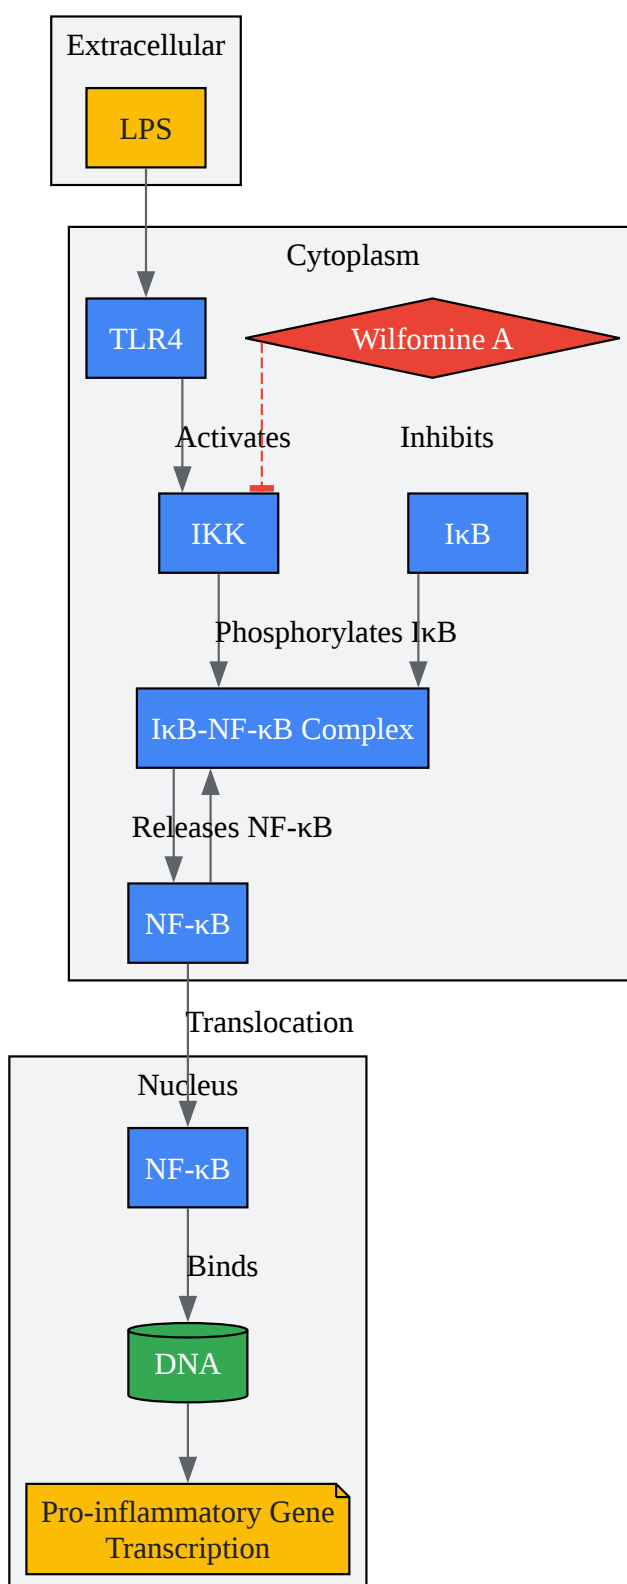 Extracellular
LPS
Cytoplasm
TLR4
Wilfornine A
Activates
Inhibits
IKK
IκB
Phosphorylates IκB
IκB-NF-κB Complex
Releases NF-κB
NF-κB
Translocation
Nucleus
NF-κB
Binds
DNA
Pro-inflammatory Gene
Transcription